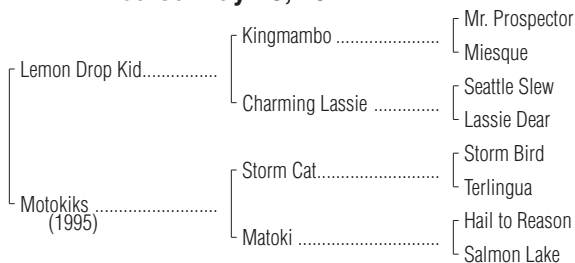 Mr. Prospector
Kingmambo ....................
Miesque
Lemon Drop Kid...............
Seattle Slew
Charming Lassie .............
Lassie Dear
Storm Bird
Storm Cat.......................
Terlingua
Motokiks ........................
(1995)
Hail to Reason
Matoki ...........................
Salmon Lake